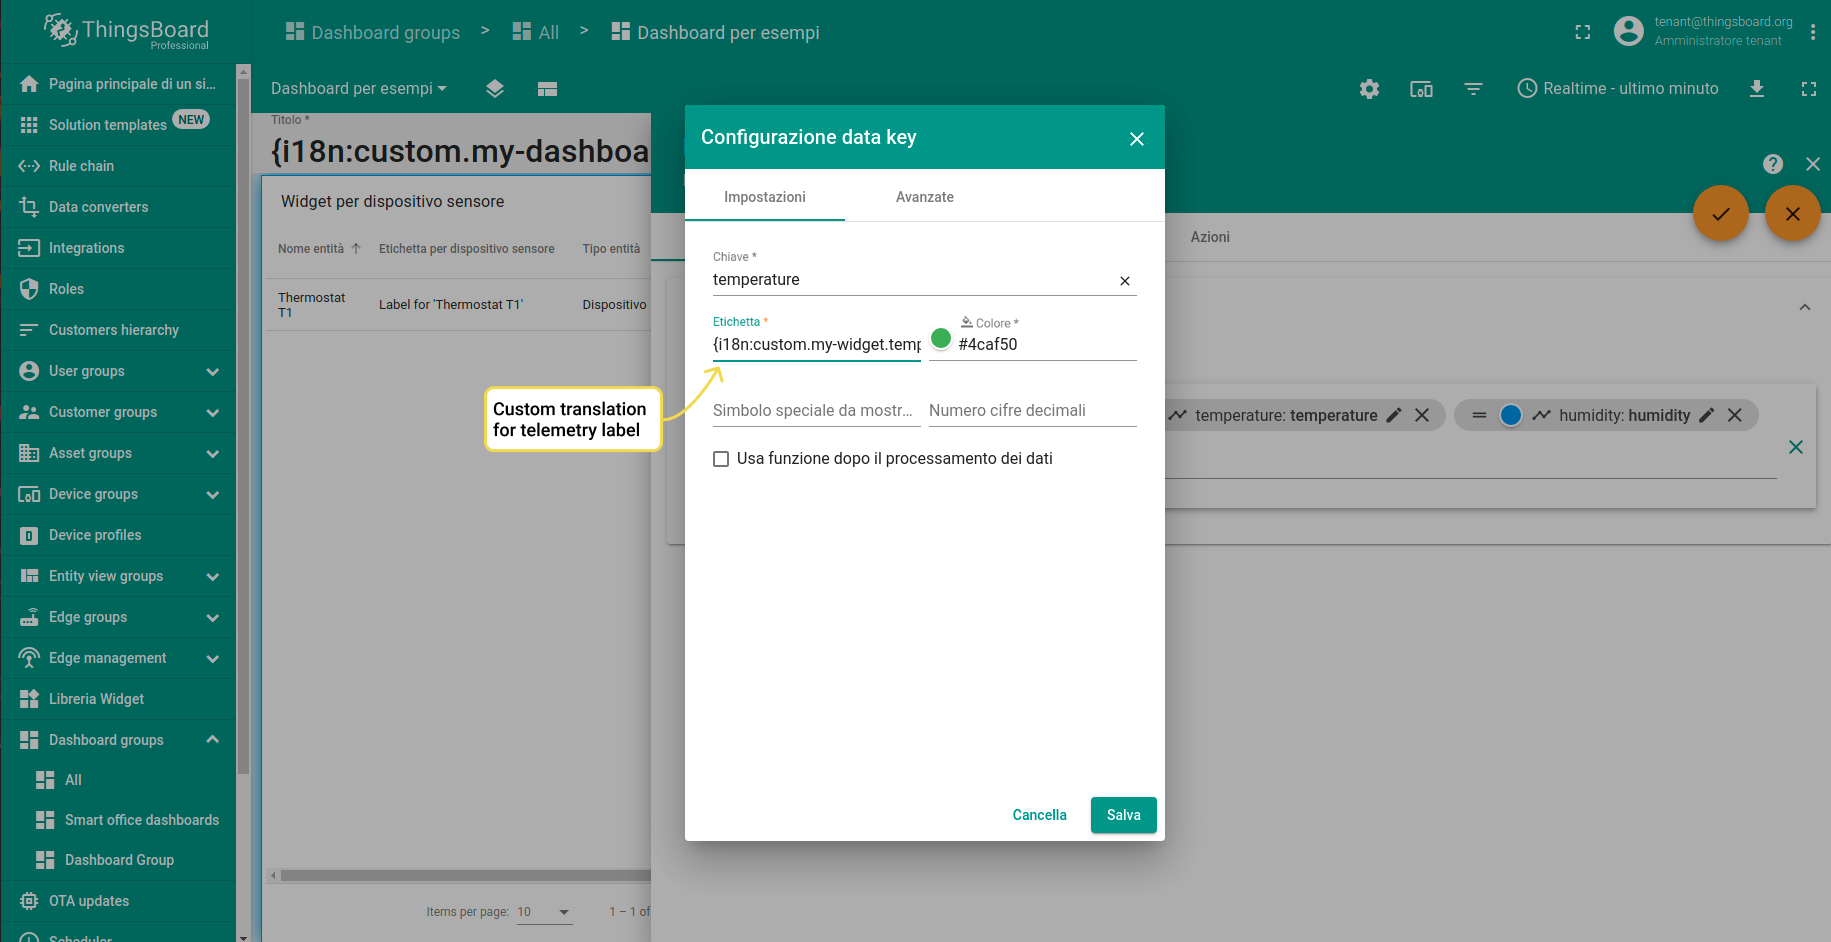 ThingsBoard
Professional
Dashboard groups > All > Dashboard per esempi
tenant@thingsboard.org
Amministratore tenant
Pagina principale di un si...
Solution templates NEW
Rule chain
Data converters
Integrations
Roles
Customers hierarchy
User groups
Customer groups
Asset groups
Device groups
Device profiles
Entity view groups
Edge groups
Edge management
Libreria Widget
Dashboard groups
All
Smart office dashboards
Dashboard Group
OTA updates
Scheduler
Dashboard per esempi
Realtime - ultimo minuto
Titolo *
{i18n:custom.my-dashboa
Widget per dispositivo sensore
Nome entità Etichetta per dispositivo sensore Tipo entità
Thermostat
T1
Label for 'Thermostat T1'
Dispositivo
Items per page: 10 1 – 1 of
Configurazione data key
Impostazioni Avanzate
Chiave *
temperature
Etichetta *
{i18n:custom.my-widget.temp
Colore *
#4caf50
Simbolo speciale da mostr... Numero cifre decimali
Usa funzione dopo il processamento dei dati
Cancella Salva
Custom translation
for telemetry label
Azioni
temperature: temperature
humidity: humidity